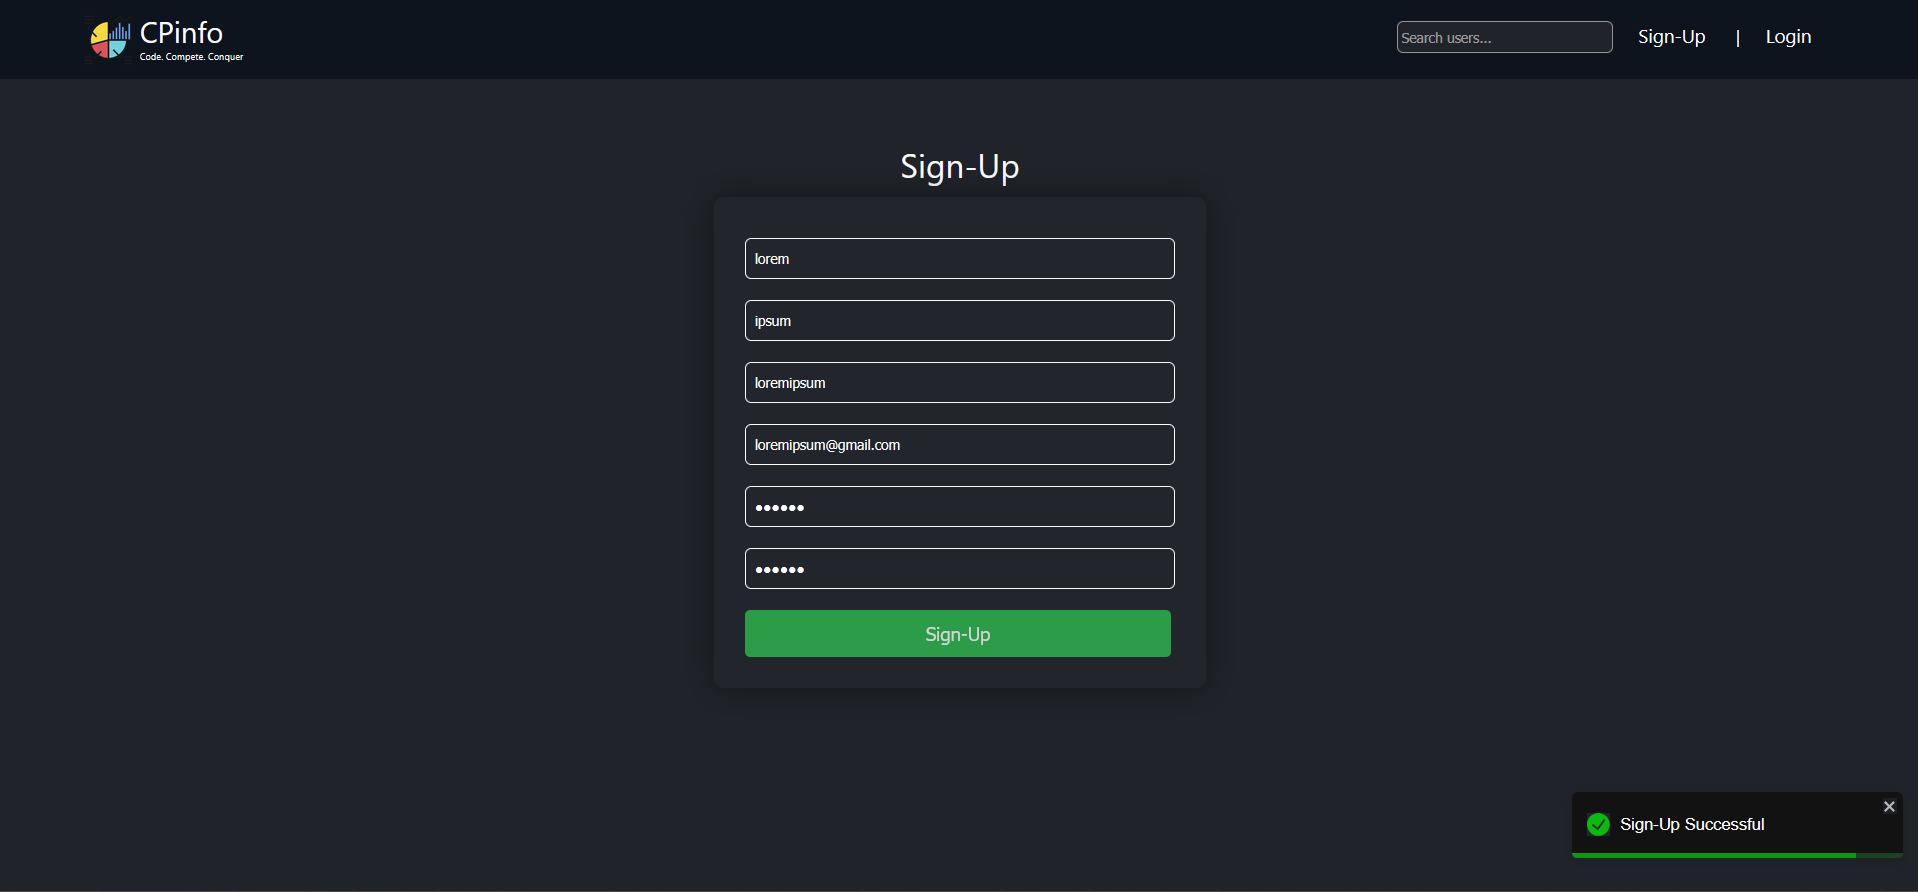 CPinfo
Code. Compete. Conquer
Search users...
Sign-Up | Login
Sign-Up
lorem
ipsum
loremipsum
loremipsum@gmail.com
••••••
••••••
Sign-Up
Sign-Up Successful